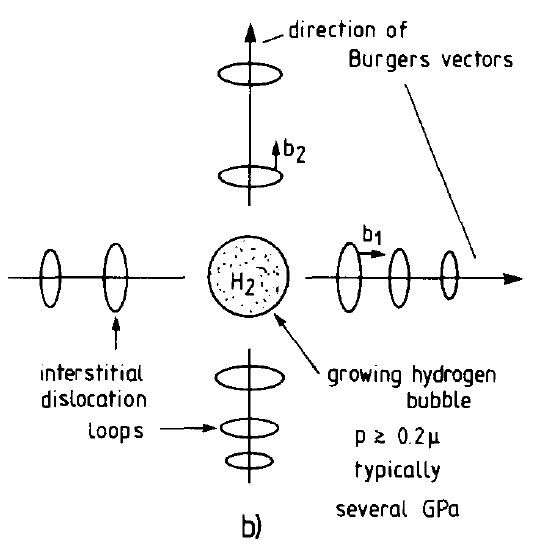 direction of
Burgers vectors
b2
b1
H2
interstitial
dislocation
loops
growing hydrogen
bubble
p ≥ 0.2μ
typically
several GPa
b)